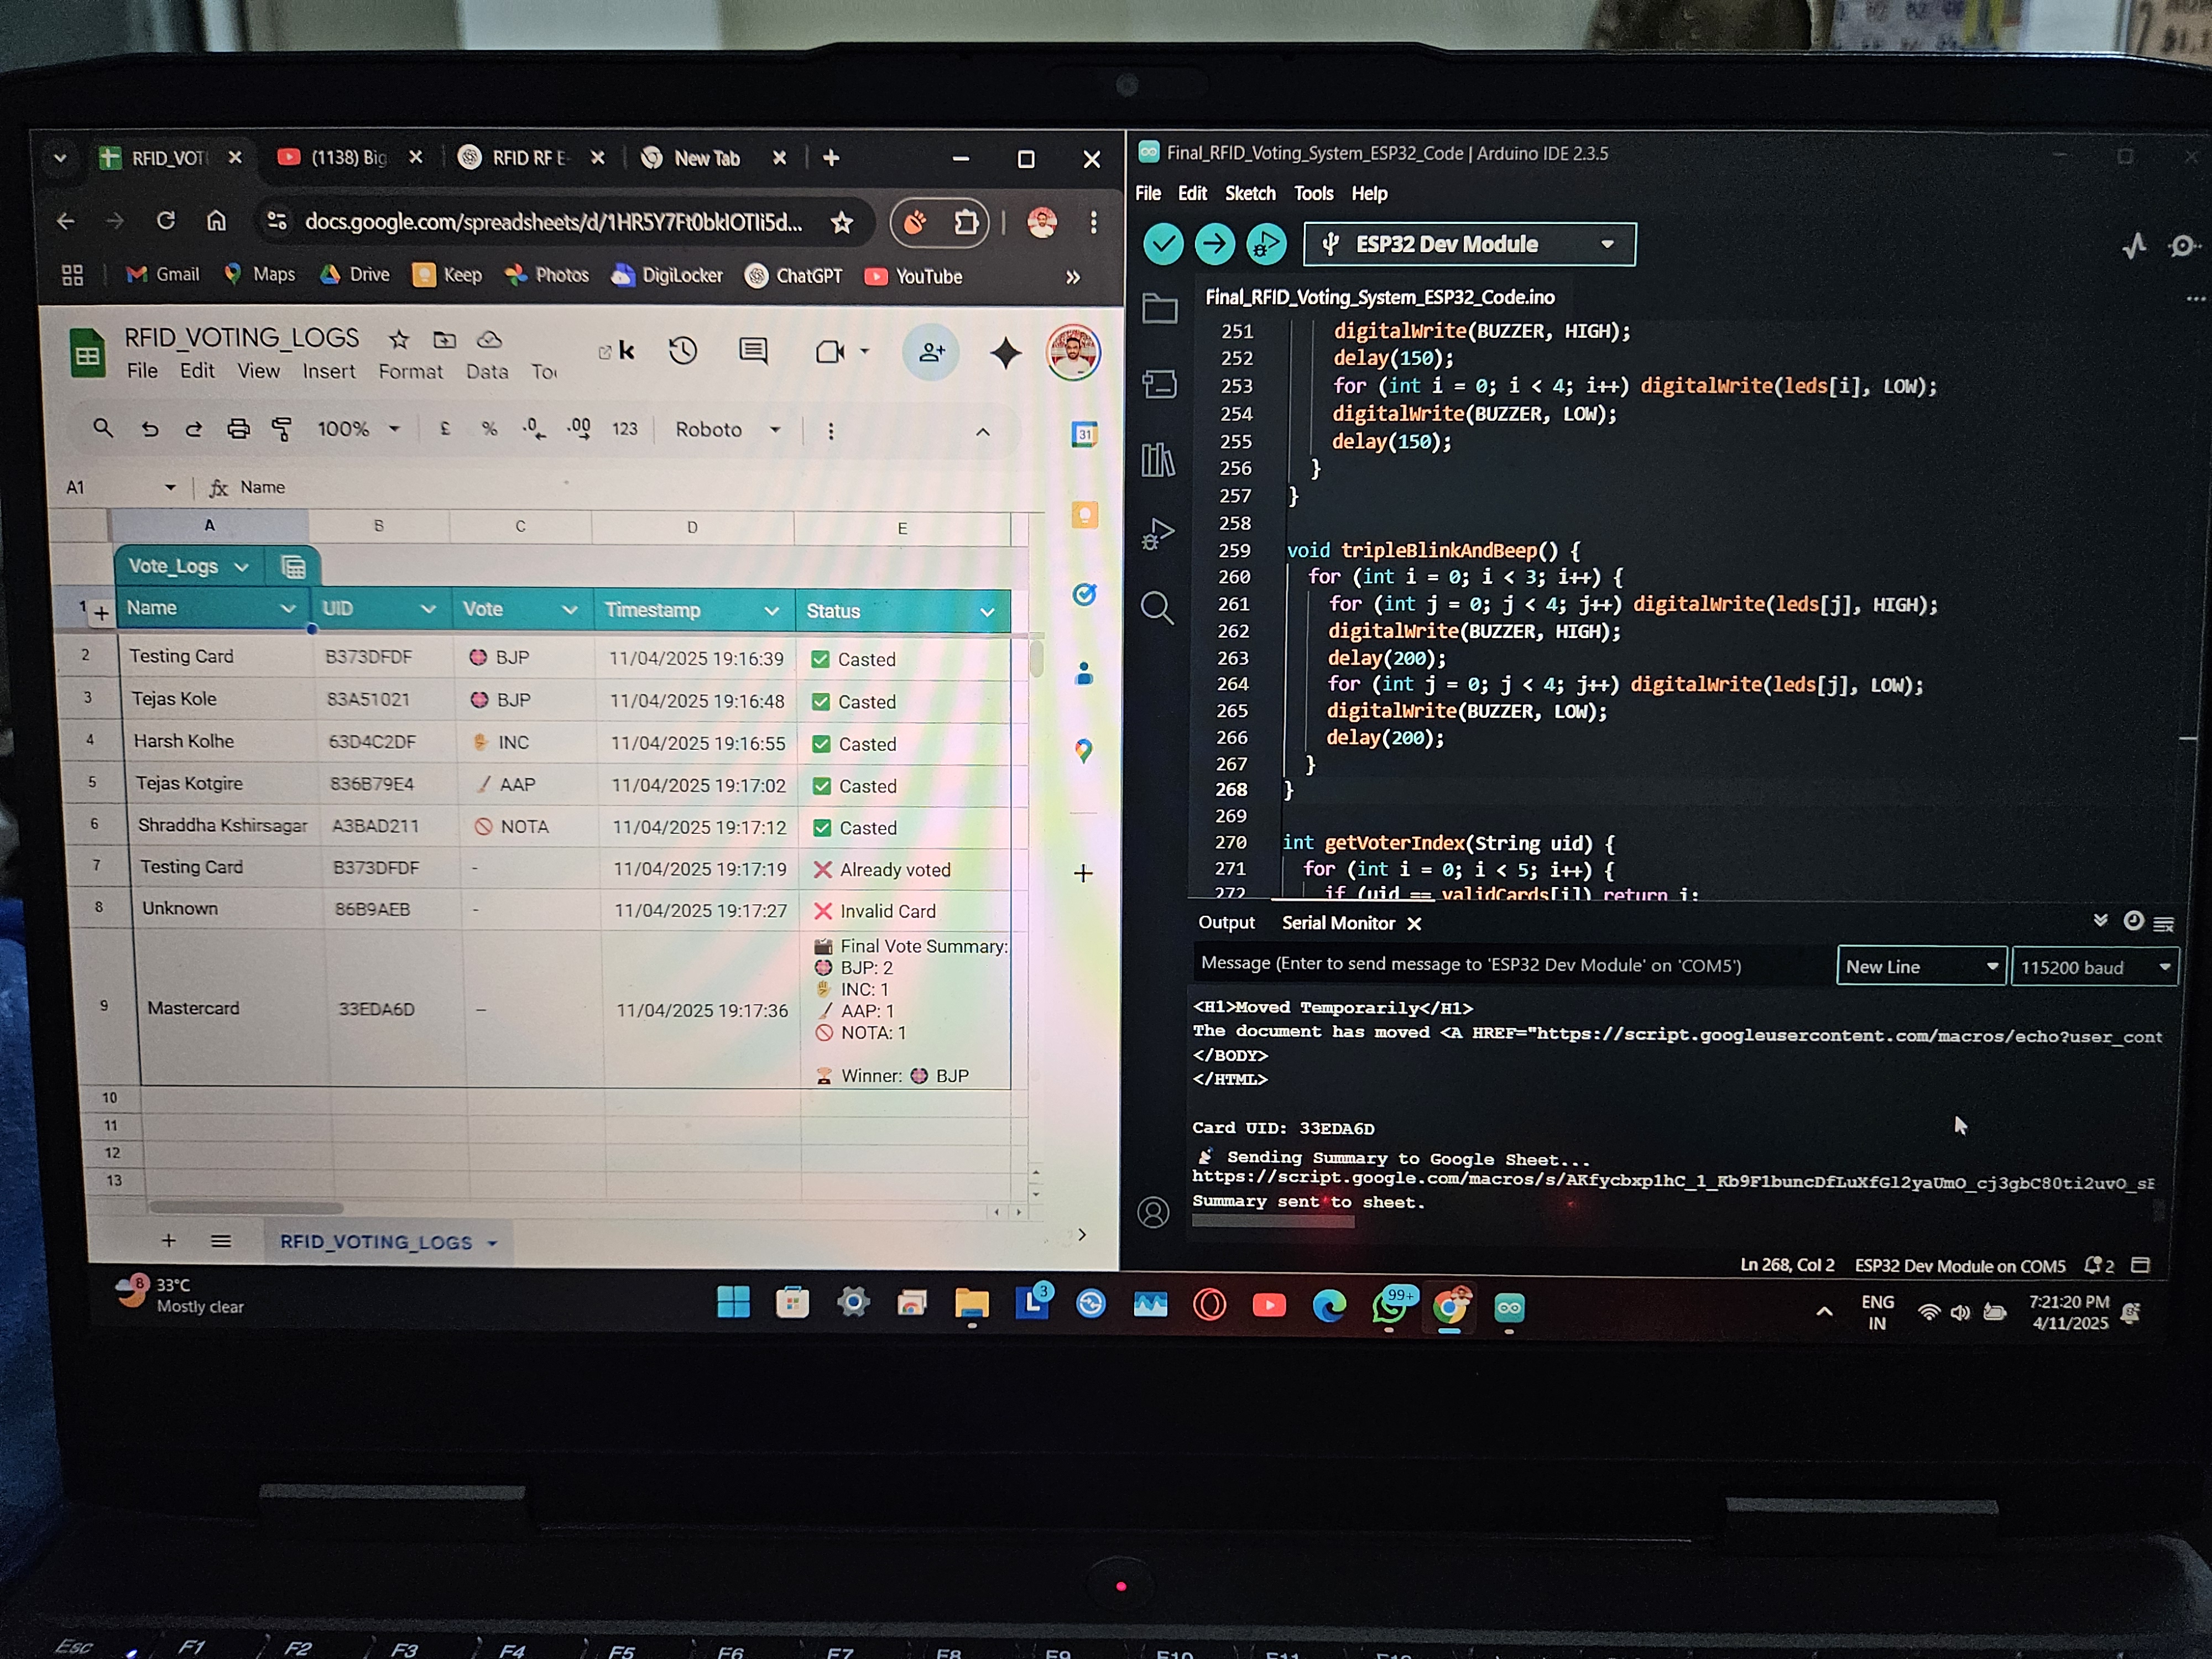 RFID_VOT
(1138) Big
RFID RF E
New Tab
docs.google.com/spreadsheets/d/1HR5Y7Ft0bkIOTIi5d...
Gmail Maps Drive Keep Photos DigiLocker ChatGPT YouTube
RFID_VOTING_LOGS
File Edit View Insert Format Data
100% £ % .0 .00 123 Roboto
31
A1 fx Name
A B C D E
Vote_Logs
1 Name UID Vote Timestamp Status
2 Testing Card B373DFDF BJP 11/04/2025 19:16:39 ✅ Casted
3 Tejas Kole 83A51021 BJP 11/04/2025 19:16:48 ✅ Casted
4 Harsh Kolhe 63D4C2DF INC 11/04/2025 19:16:55 ✅ Casted
5 Tejas Kotgire 836B79E4 AAP 11/04/2025 19:17:02 ✅ Casted
6 Shraddha Kshirsagar A3BAD211 🚫 NOTA 11/04/2025 19:17:12 ✅ Casted
7 Testing Card B373DFDF - 11/04/2025 19:17:19 ❌ Already voted
8 Unknown 86B9AEB - 11/04/2025 19:17:27 ❌ Invalid Card
9 Mastercard 33EDA6D – 11/04/2025 19:17:36
Final Vote Summary:
BJP: 2
INC: 1
AAP: 1
🚫 NOTA: 1
Winner: BJP
10
11
12
13
RFID_VOTING_LOGS
Final_RFID_Voting_System_ESP32_Code | Arduino IDE 2.3.5
File Edit Sketch Tools Help
ESP32 Dev Module
Final_RFID_Voting_System_ESP32_Code.ino
251 digitalWrite(BUZZER, HIGH);
252 delay(150);
253 for (int i = 0; i < 4; i++) digitalWrite(leds[i], LOW);
254 digitalWrite(BUZZER, LOW);
255 delay(150);
256 }
257 }
258
259 void tripleBlinkAndBeep() {
260 for (int i = 0; i < 3; i++) {
261 for (int j = 0; j < 4; j++) digitalWrite(leds[j], HIGH);
262 digitalWrite(BUZZER, HIGH);
263 delay(200);
264 for (int j = 0; j < 4; j++) digitalWrite(leds[j], LOW);
265 digitalWrite(BUZZER, LOW);
266 delay(200);
267 }
268 }
269
270 int getVoterIndex(String uid) {
271 for (int i = 0; i < 5; i++) {
272 if (uid == validCards[i]) return i;
Output Serial Monitor
Message (Enter to send message to 'ESP32 Dev Module' on 'COM5')
New Line 115200 baud
<H1>Moved Temporarily</H1>
The document has moved <A HREF="https://script.googleusercontent.com/macros/echo?user_cont
</BODY>
</HTML>
Card UID: 33EDA6D
Sending Summary to Google Sheet...
https://script.google.com/macros/s/AKfycbxp1hC_1_Kb9F1buncDfLuXfGl2yaUmO_cj3gbC80ti2uvO_sE
Summary sent to sheet.
Ln 268, Col 2 ESP32 Dev Module on COM5 2
8 33°C
Mostly clear
3
99+
ENG
IN
7:21:20 PM
4/11/2025
Esc F1 F2 F3 F4 F5 F6 F7 F8 F9 F10 F11 F12